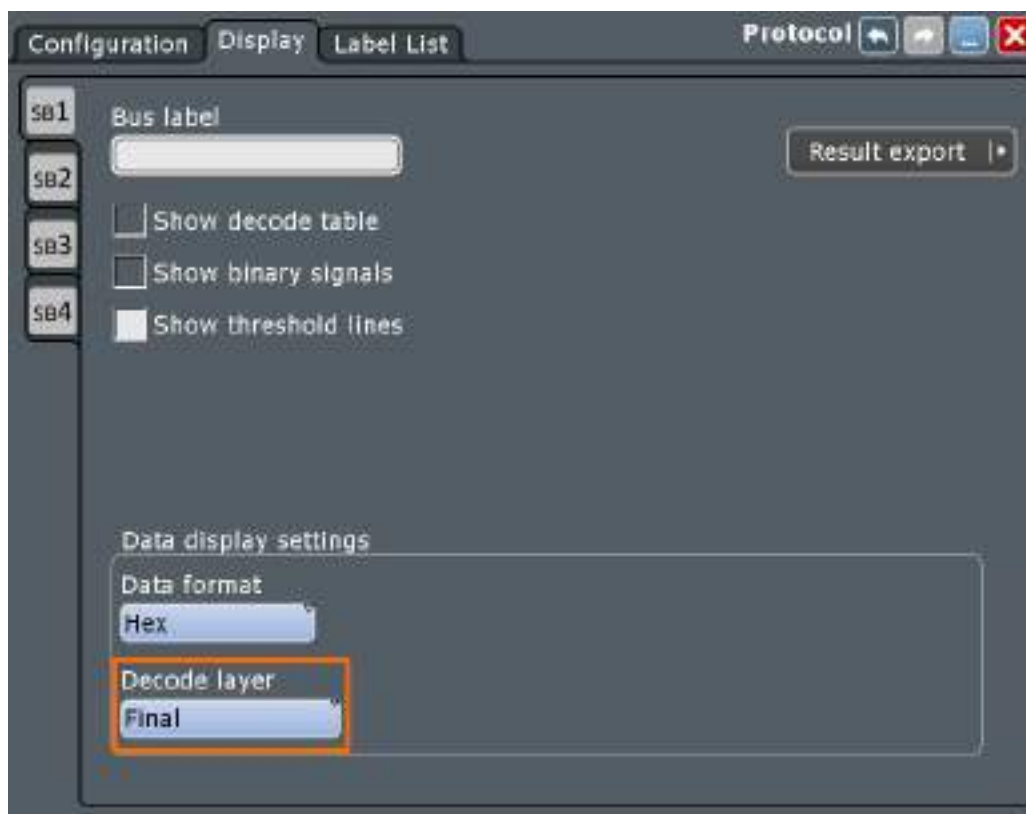 Configuration Display Label List Protocol
SB1
SB2
SB3
SB4
Bus label
Result export
Show decode table
Show binary signals
Show threshold lines
Data display settings
Data format
Hex
Decode layer
Final